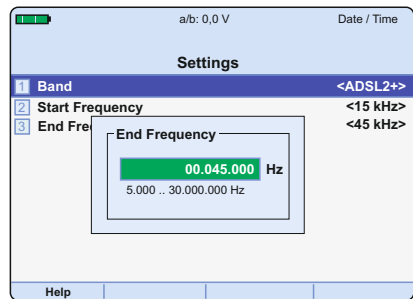 a/b: 0,0 V Date / Time
Settings
1 Band <ADSL2+>
2 Start Frequency <15 kHz>
3 End Fre <45 kHz>
End Frequency
00.045.000 Hz
5.000 .. 30.000.000 Hz
Help